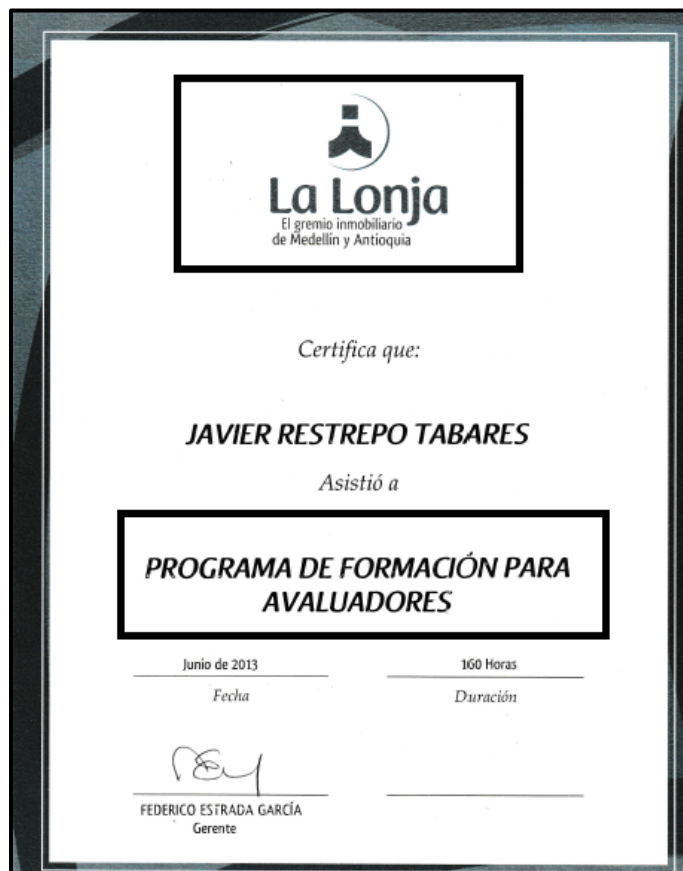 La Lonja
El gremio inmobiliario
de Medellín y Antioquia
Certifica que:
JAVIER RESTREPO TABARES
Asistió a
PROGRAMA DE FORMACIÓN PARA
AVALUADORES
Junio de 2013
160 Horas
Fecha
Duración
FEDERICO ESTRADA GARCÍA
Gerente